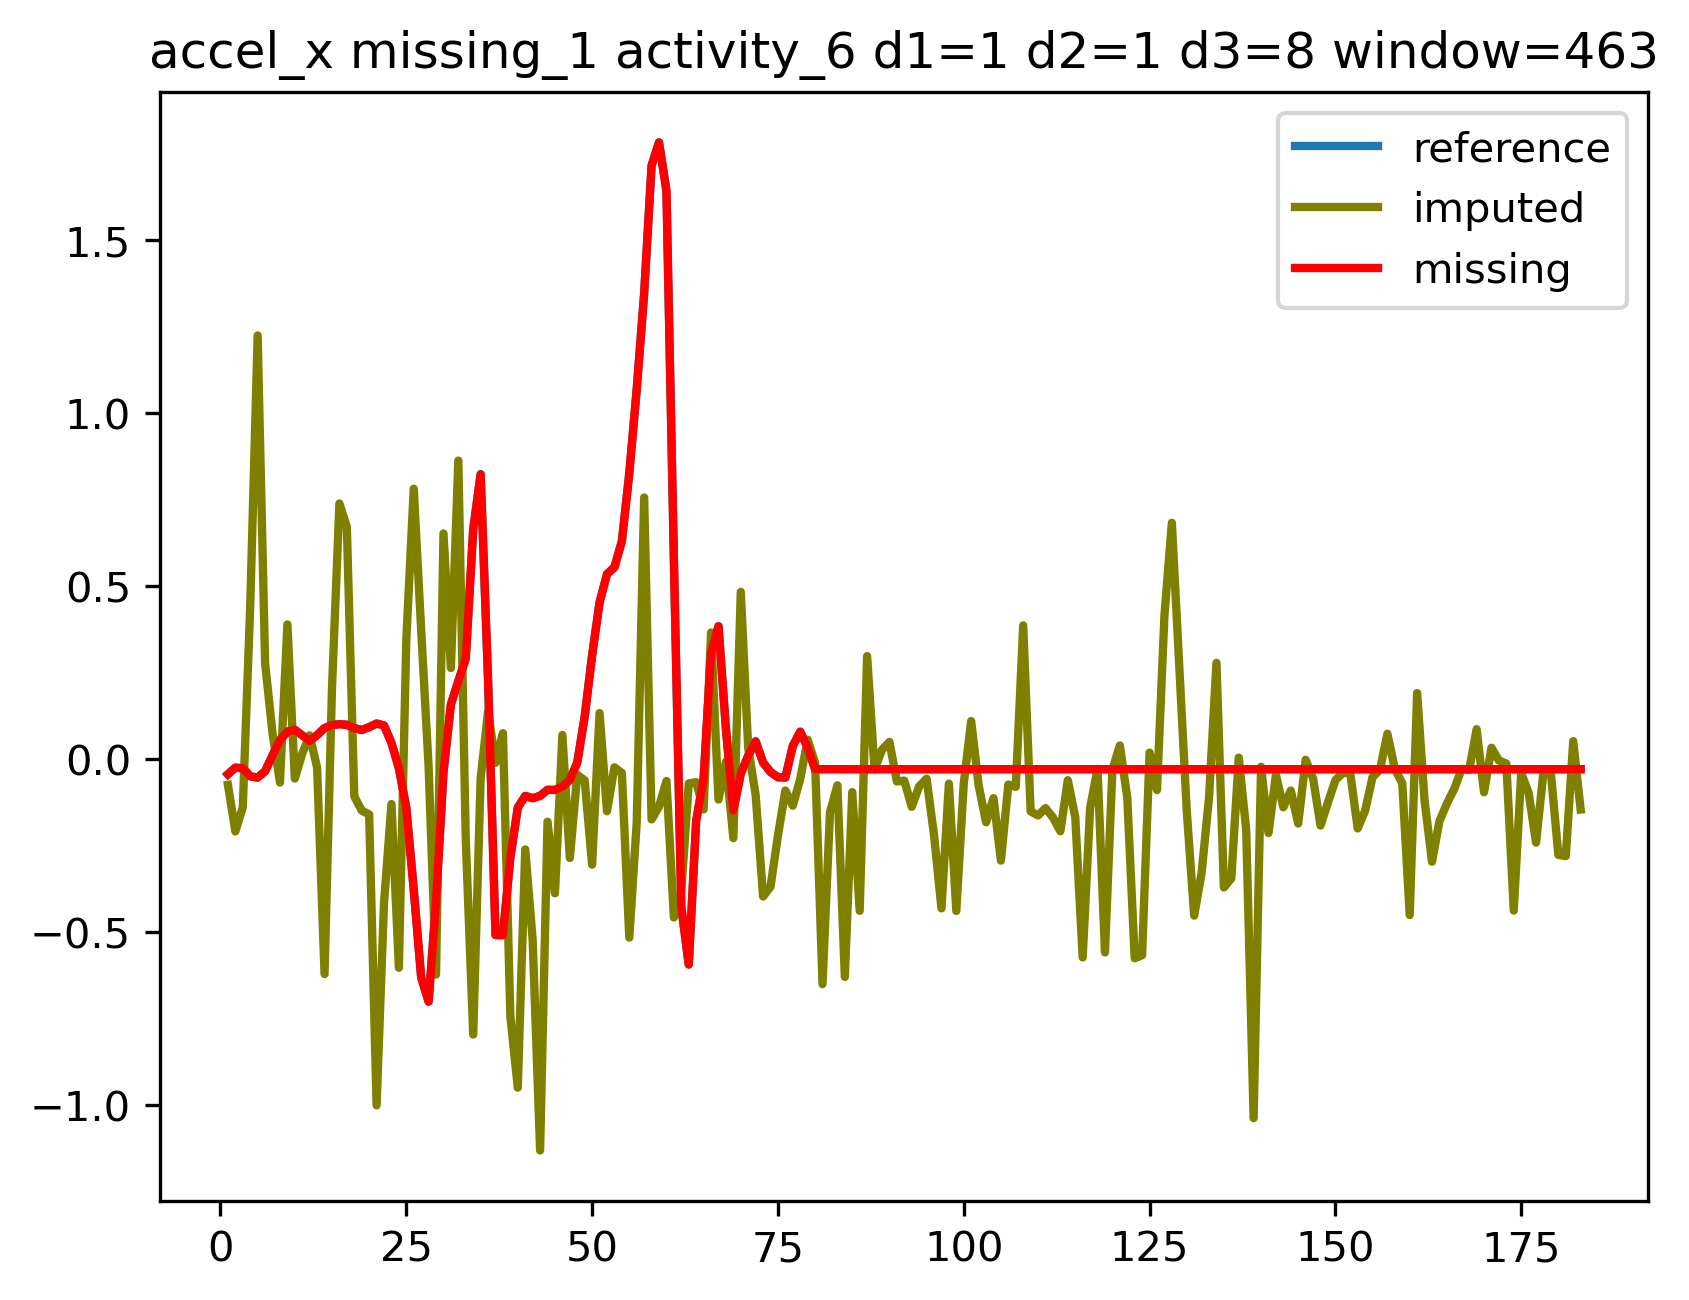 accel_x missing_1 activity_6 d1=1 d2=1 d3=8 window=463
reference
imputed
missing
1.5
1.0
0.5
0.0
−0.5
−1.0
0 25 50 75 100 125 150 175